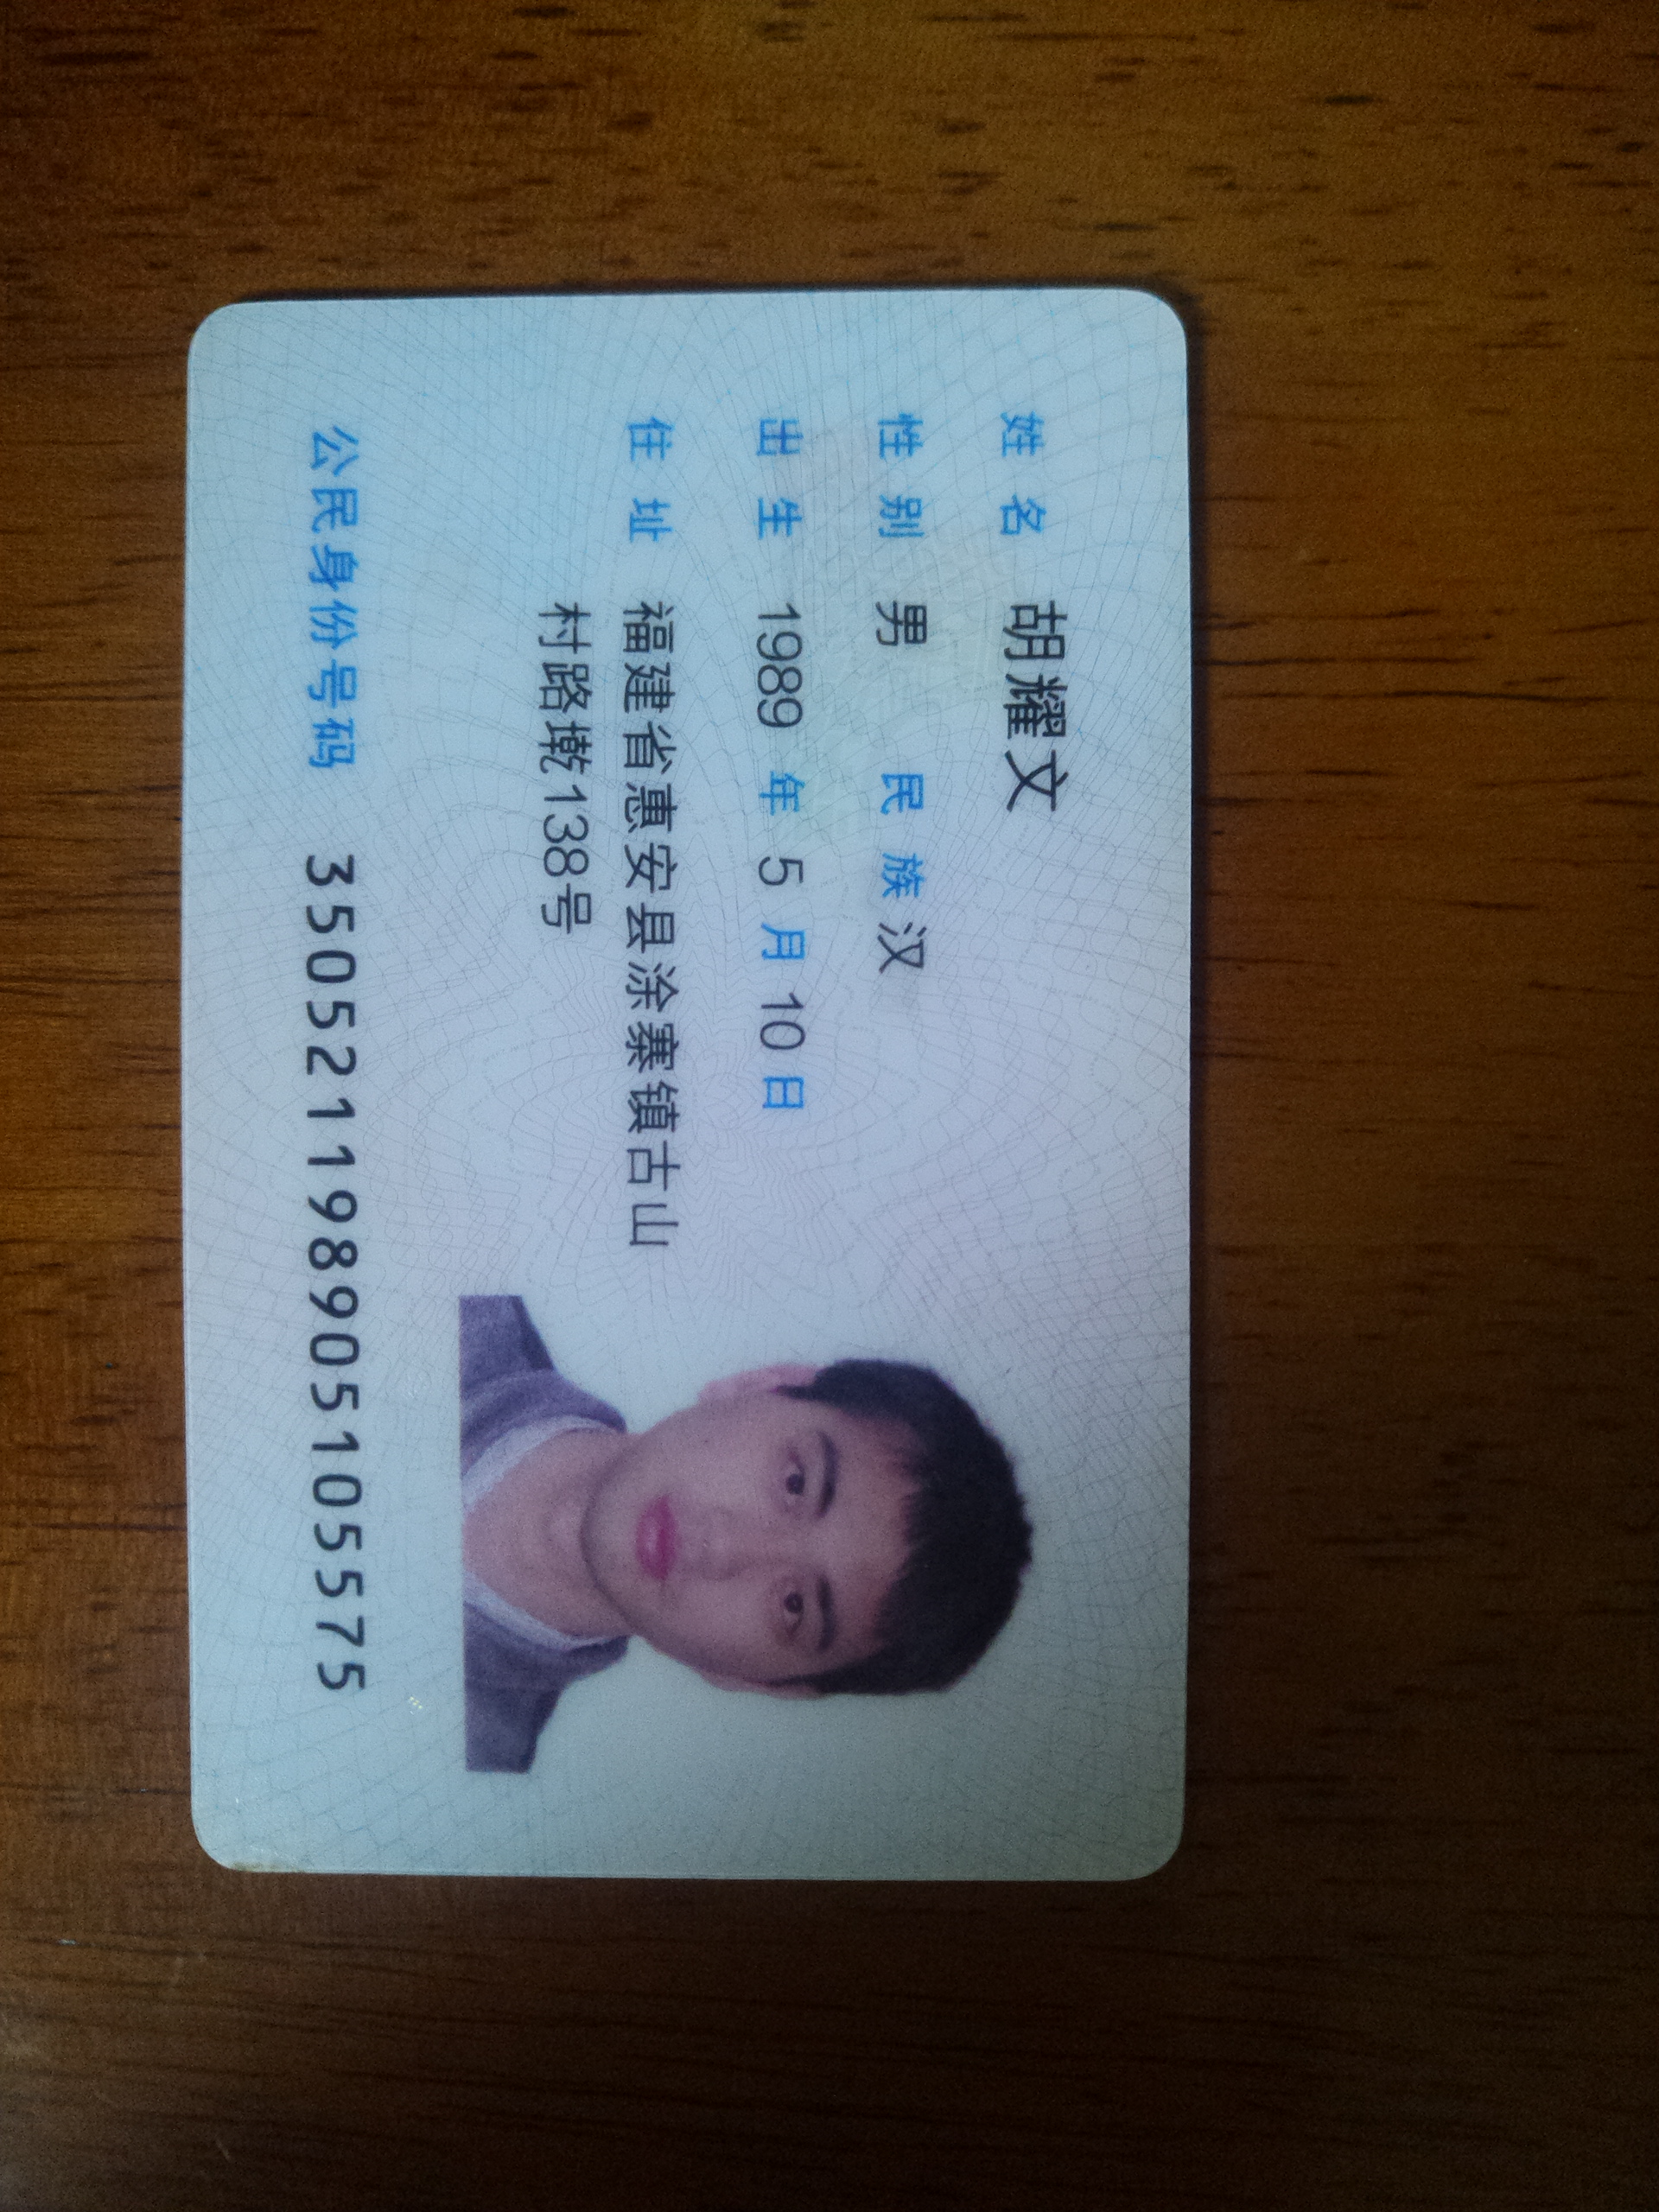 姓名 胡耀文
性别 男 民族 汉
出生 1989 年 5 月 10 日
住址 福建省惠安县涂寨镇古山
村路墘138号
公民身份号码 350521198905105575